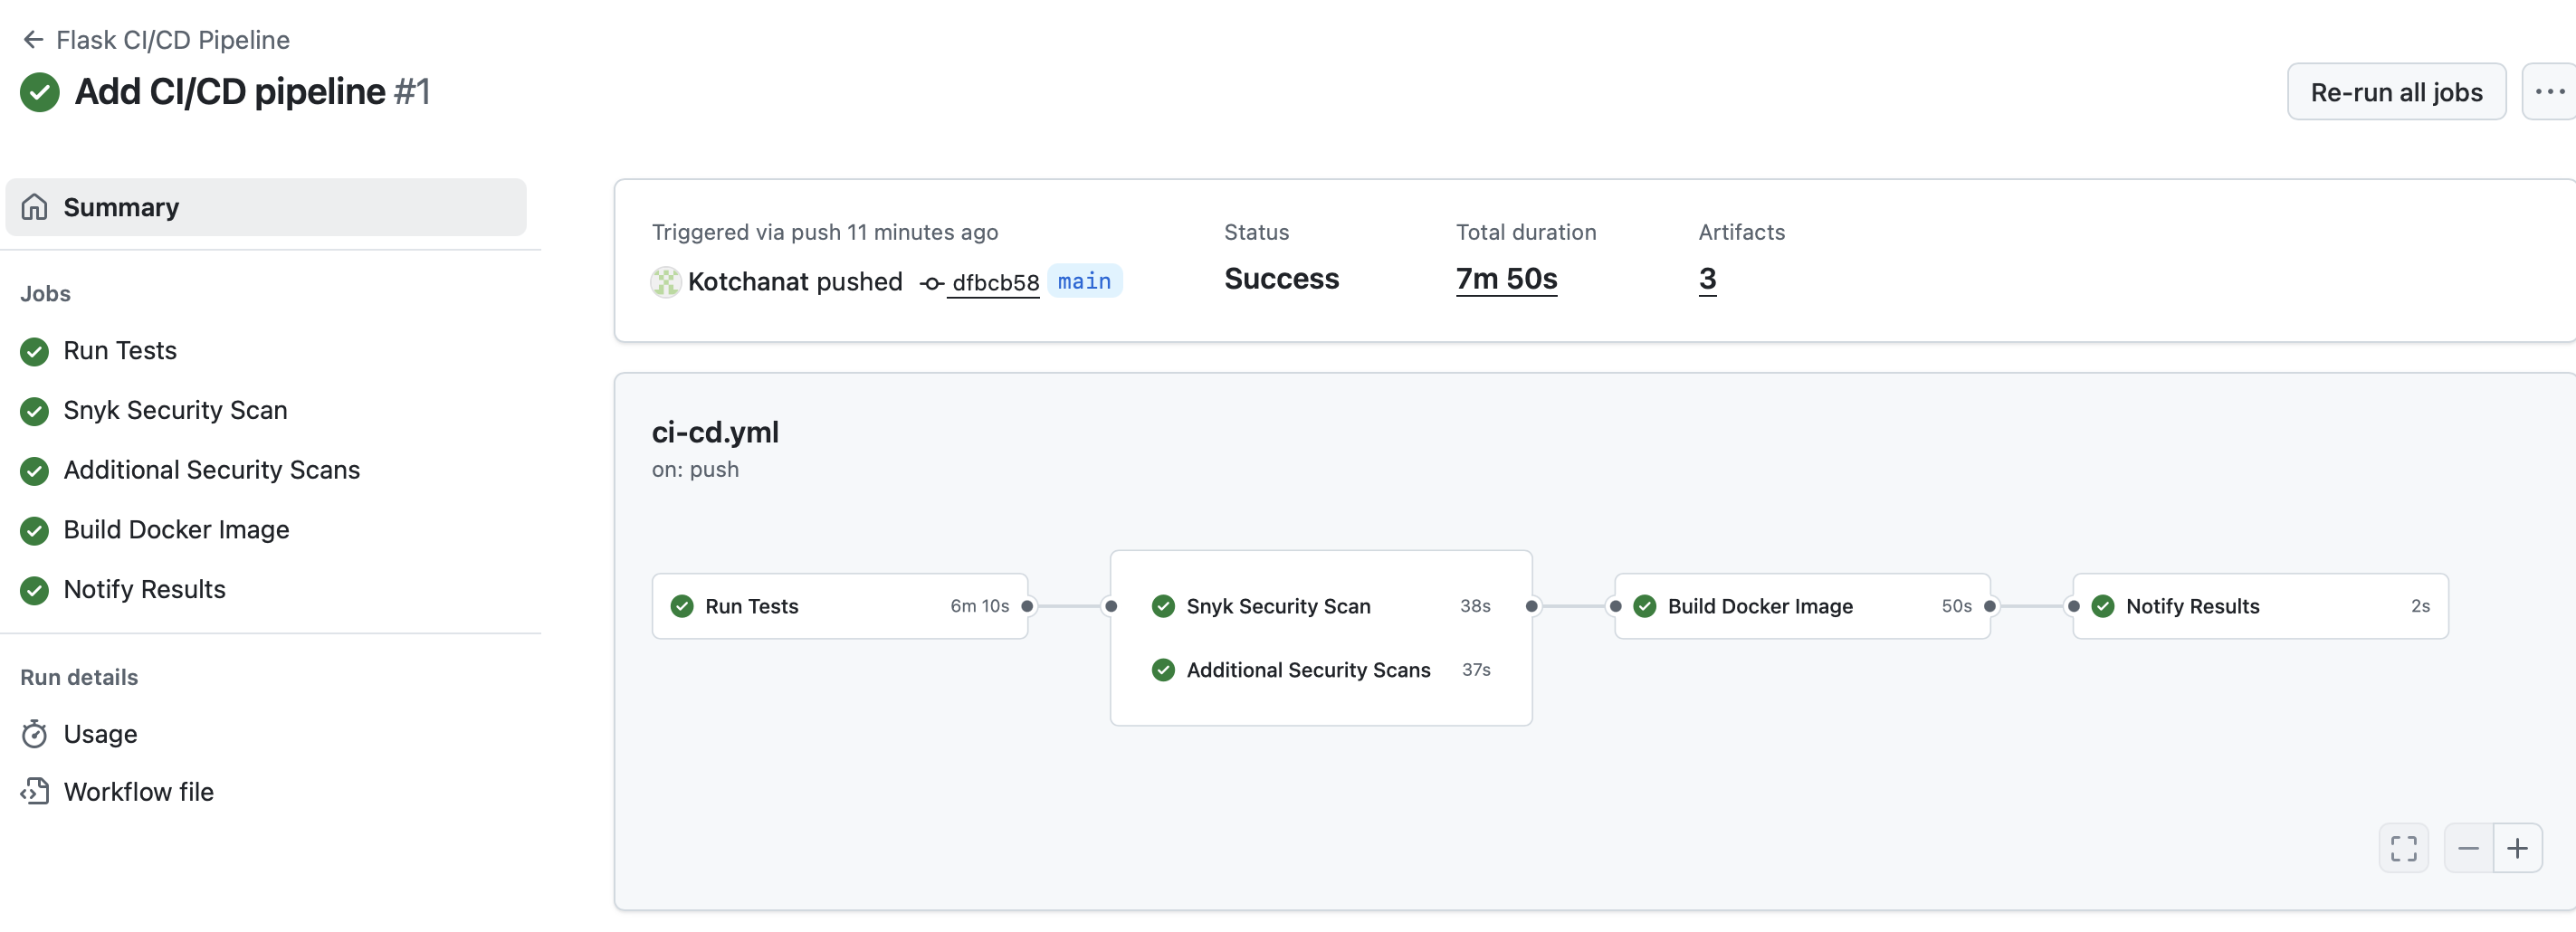 Flask CI/CD Pipeline
Add CI/CD pipeline #1
Re-run all jobs
Summary
Jobs
Run Tests
Snyk Security Scan
Additional Security Scans
Build Docker Image
Notify Results
Run details
Usage
Workflow file
Triggered via push 11 minutes ago
Kotchanat pushed dfbcb58 main
Status
Success
Total duration
7m 50s
Artifacts
3
ci-cd.yml
on: push
Run Tests 6m 10s
Snyk Security Scan 38s
Additional Security Scans 37s
Build Docker Image 50s
Notify Results 2s